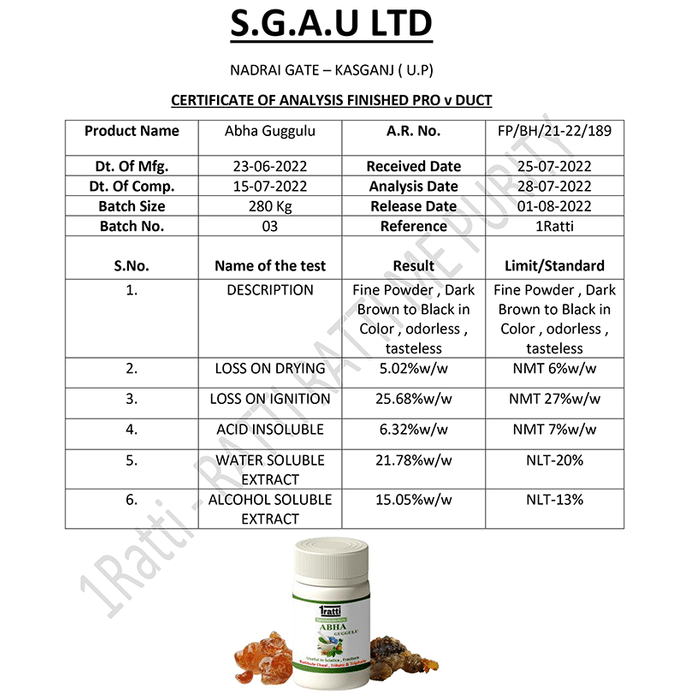 S.G.A.U LTD
NADRAI GATE – KASGANJ ( U.P)
CERTIFICATE OF ANALYSIS FINISHED PRO v DUCT
Product Name Abha Guggulu A.R. No. FP/BH/21-22/189
Dt. Of Mfg. 23-06-2022 Received Date 25-07-2022
Dt. Of Comp. 15-07-2022 Analysis Date 28-07-2022
Batch Size 280 Kg Release Date 01-08-2022
Batch No. 03 Reference 1Ratti
S.No. Name of the test Result Limit/Standard
1. DESCRIPTION Fine Powder , Dark Fine Powder , Dark
Brown to Black in Brown to Black in
Color , odorless , Color , odorless ,
tasteless tasteless
2. LOSS ON DRYING 5.02%w/w NMT 6%w/w
3. LOSS ON IGNITION 25.68%w/w NMT 27%w/w
4. ACID INSOLUBLE 6.32%w/w NMT 7%w/w
5. WATER SOLUBLE 21.78%w/w NLT-20%
EXTRACT
6. ALCOHOL SOLUBLE 15.05%w/w NLT-13%
EXTRACT
1Ratti - RATTI RATTI ME PURITY
1ratti
ABHA
GUGGULU